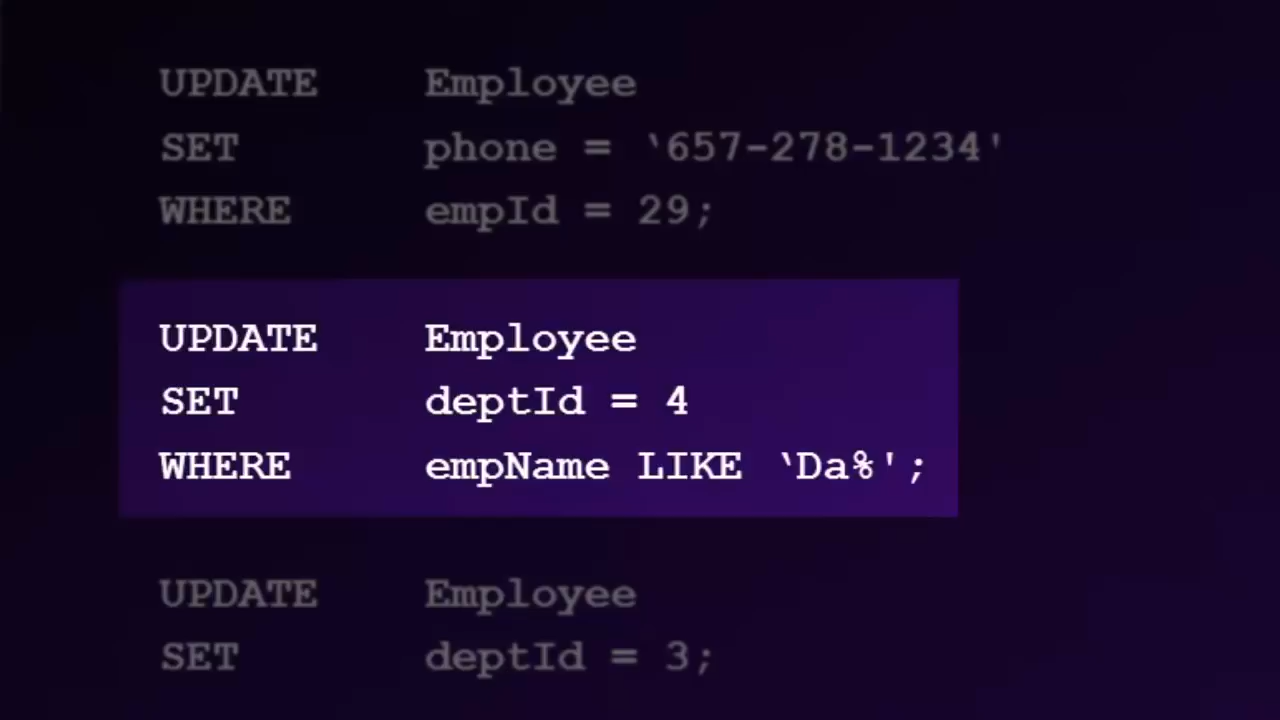 UPDATE Employee
SET phone = ‘657-278-1234'
WHERE empId = 29;
UPDATE Employee
SET deptId = 4
WHERE empName LIKE ‘Da%';
UPDATE Employee
SET deptId = 3;